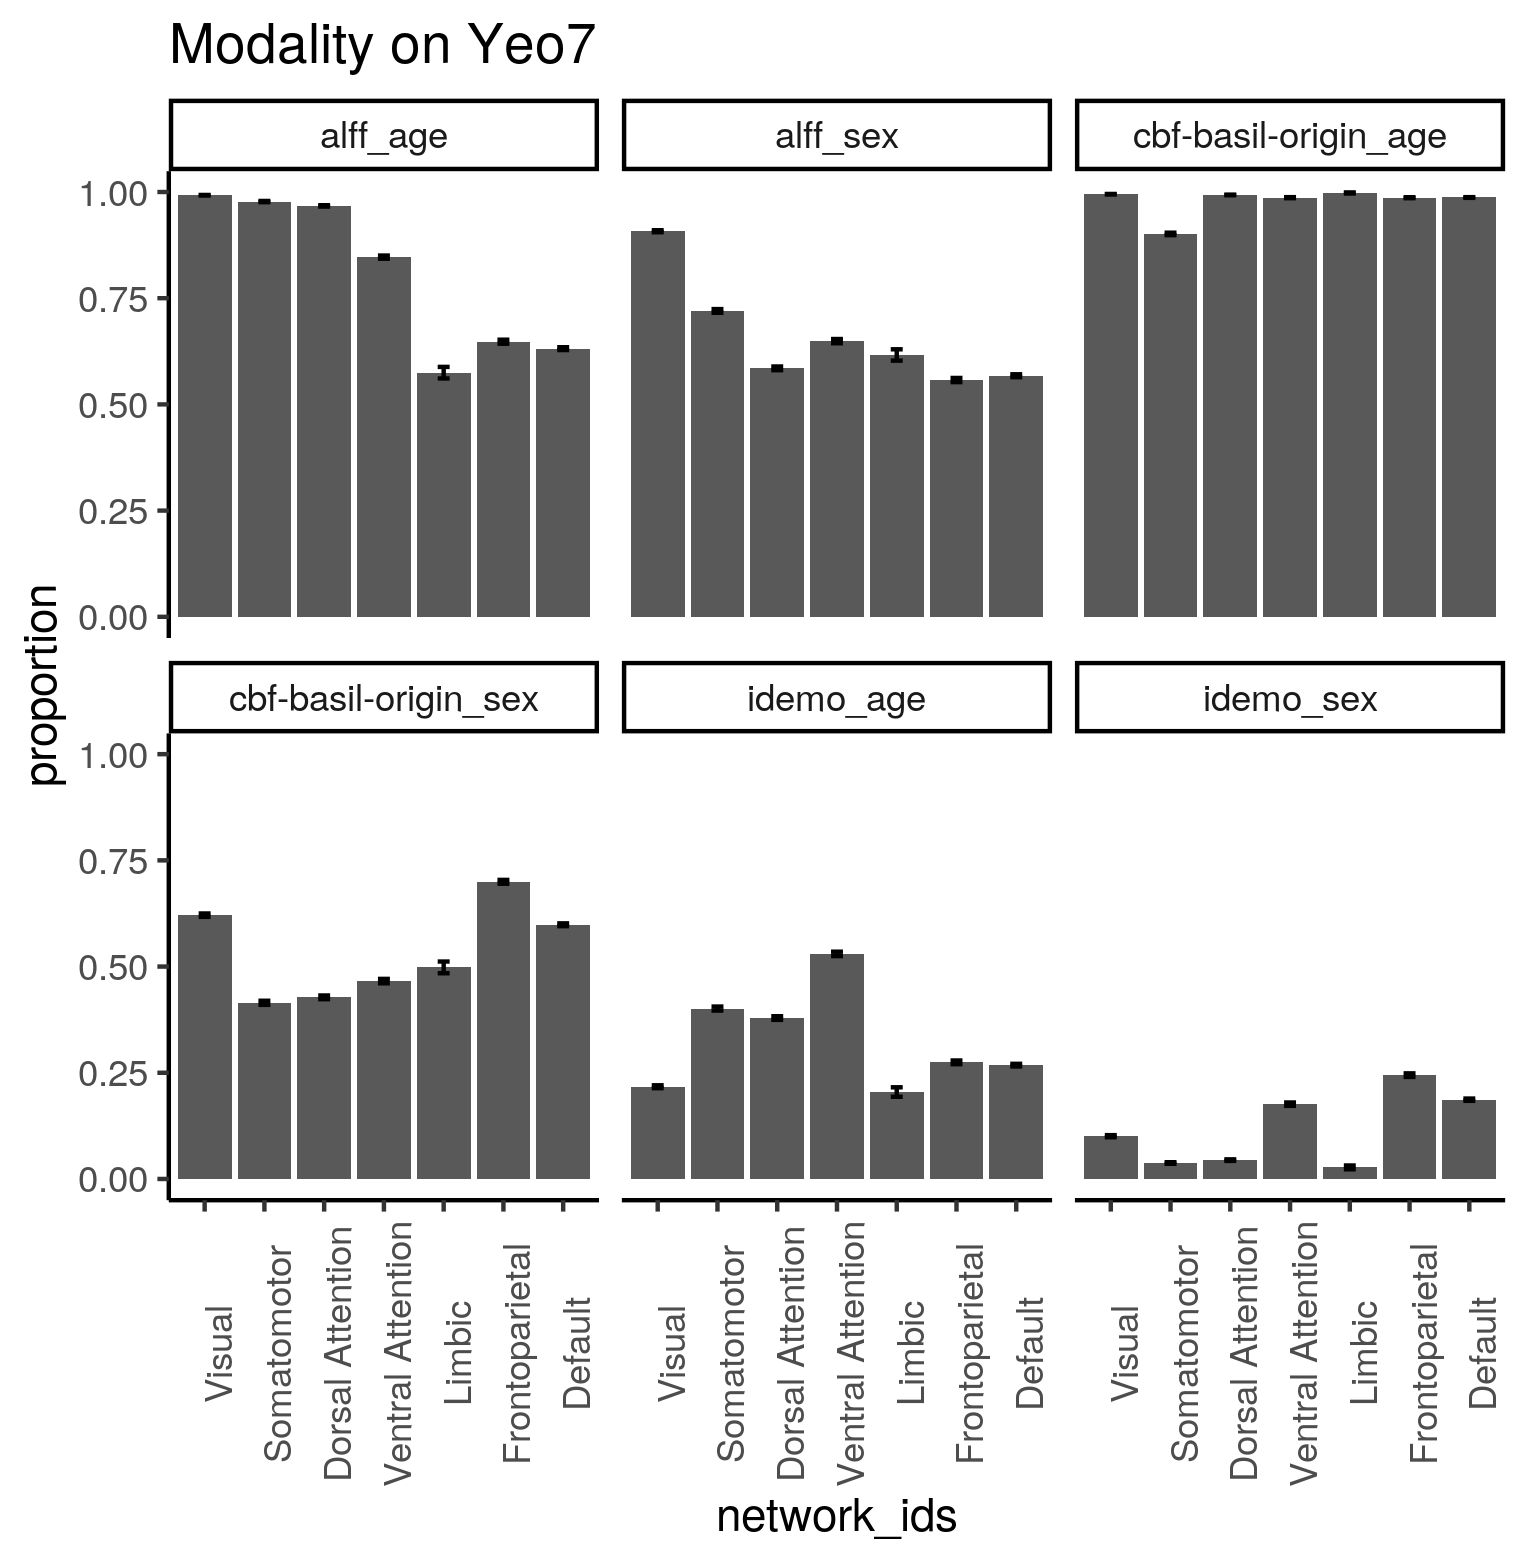 Modality on Yeo7
alff_age
alff_sex
cbf-basil-origin_age
1.00
0.75
0.50
0.25
0.00
cbf-basil-origin_sex
idemo_age
idemo_sex
1.00
0.75
0.50
0.25
0.00
proportion
Visual
Somatomotor
Dorsal Attention
Ventral Attention
Limbic
Frontoparietal
Default
Visual
Somatomotor
Dorsal Attention
Ventral Attention
Limbic
Frontoparietal
Default
Visual
Somatomotor
Dorsal Attention
Ventral Attention
Limbic
Frontoparietal
Default
network_ids